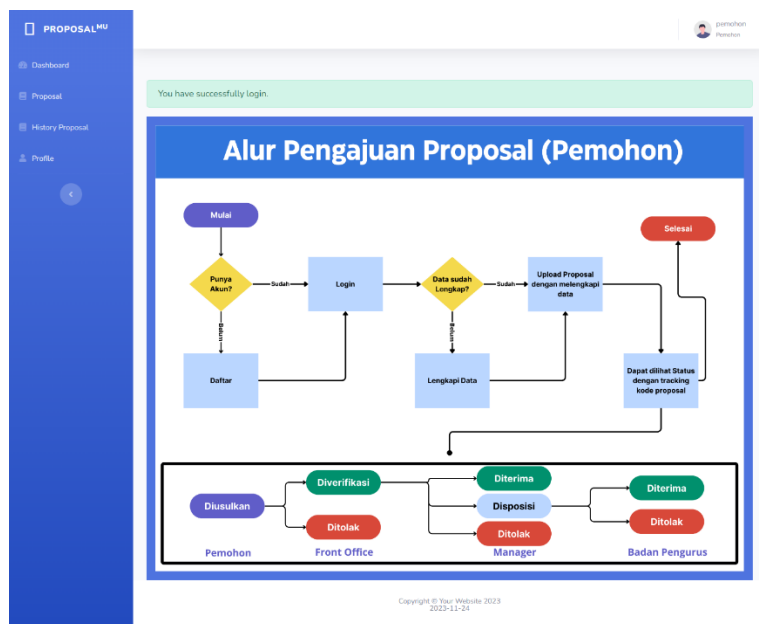 PROPOSALMU
pemohon
Pemohon
Dashboard
Proposal
History Proposal
Profile
You have successfully login.
Alur Pengajuan Proposal (Pemohon)
Mulai
Selesai
Punya
Akun?
Sudah
Login
Data sudah
Longkap?
Sudah
Upload Proposal
dengan melengkapi
data
Belum
Belum
Daftar
Lengkapi Data
Dapat dilihat Status
dengan tracking
kode proposal
Diusulkan
Diverifikasi
Ditolak
Diterima
Disposisi
Ditolak
Diterima
Ditolak
Pemohon
Front Office
Manager
Badan Pengurus
Copyright © Your Website 2023
2023-11-24